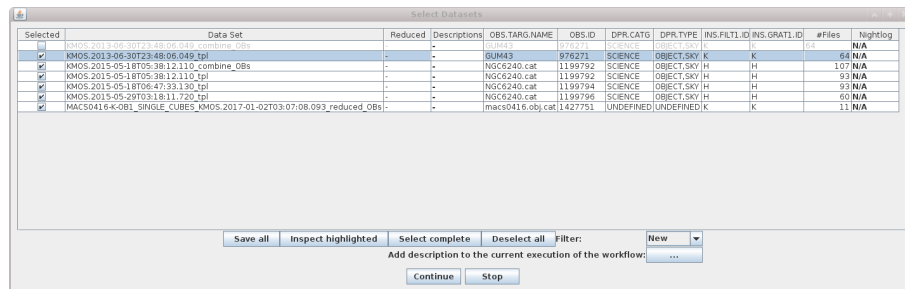 Select Datasets
Selected Data Set Reduced Descriptions OBS.TARG.NAME OBS.ID DPR.CATG DPR.TYPE INS.FILT1.ID INS.GRAT1.ID #Files Nightlog
KMOS.2013-06-30T23:48:06.049_combine_OBs - - GUM43 976271 SCIENCE OBJECT,SKY K K 64 N/A
KMOS.2013-06-30T23:48:06.049_tpl - - GUM43 976271 SCIENCE OBJECT,SKY K K 64 N/A
KMOS.2015-05-18T05:38:12.110_combine_OBs - - NGC6240.cat 1199792 SCIENCE OBJECT,SKY H H 107 N/A
KMOS.2015-05-18T05:38:12.110_tpl - - NGC6240.cat 1199792 SCIENCE OBJECT,SKY H H 93 N/A
KMOS.2015-05-18T06:47:33.130_tpl - - NGC6240.cat 1199794 SCIENCE OBJECT,SKY H H 93 N/A
KMOS.2015-05-29T03:18:11.720_tpl - - NGC6240.cat 1199796 SCIENCE OBJECT,SKY H H 60 N/A
MACS0416-K-OB1_SINGLE_CUBES_KMOS.2017-01-02T03:07:08.093_reduced_OBs - - macs0416.obj.cat 1427751 UNDEFINED UNDEFINED K K 11 N/A
Save all Inspect highlighted Select complete Deselect all Filter: New
Add description to the current execution of the workflow: ...
Continue Stop